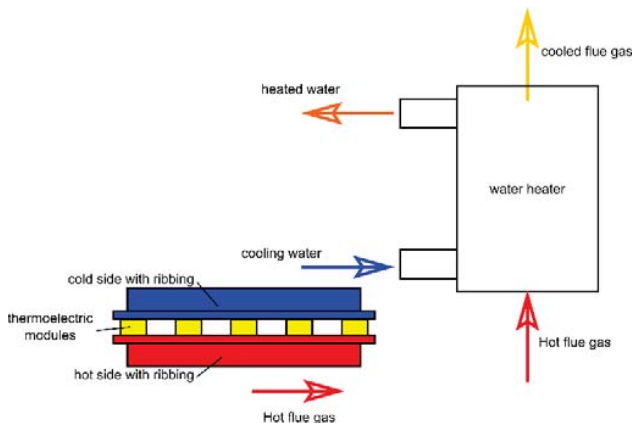 cooled flue gas
heated water
water heater
cooling water
cold side with ribbing
thermoelectric
modules
Hot flue gas
hot side with ribbing
Hot flue gas